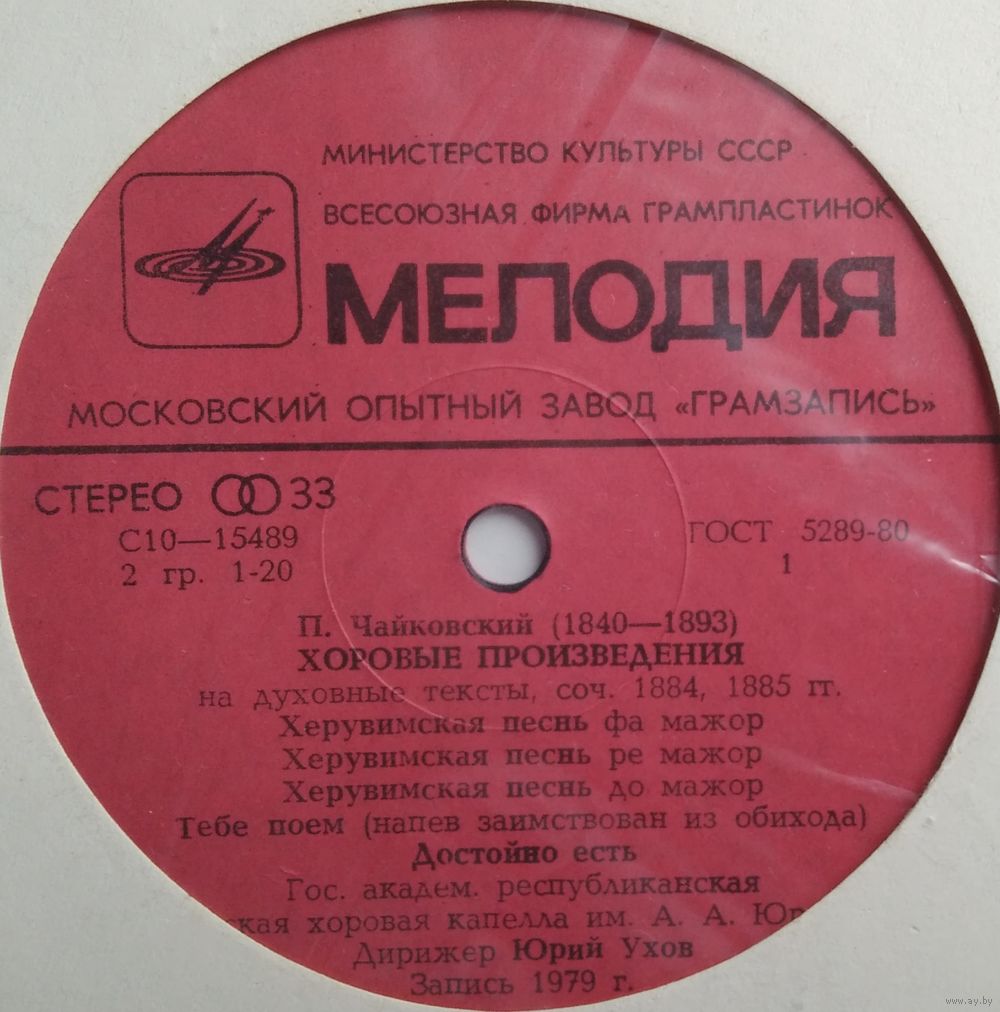 МИНИСТЕРСТВО КУЛЬТУРЫ СССР
ВСЕСОЮЗНАЯ ФИРМА ГРАМПЛАСТИНОК
МЕЛОДИЯ
МОСКОВСКИЙ ОПЫТНЫЙ ЗАВОД «ГРАМЗАПИСЬ»
СТЕРЕО 33
С10—15489
ГОСТ 5289-80
2 гр. 1-20
1
П. Чайковский (1840—1893)
ХОРОВЫЕ ПРОИЗВЕДЕНИЯ
на духовные тексты, соч. 1884, 1885 гг.
Херувимская песнь фа мажор
Херувимская песнь ре мажор
Херувимская песнь до мажор
Тебе поем (напев заимствован из обихода)
Достойно есть
Гос. академ. республиканская
хоровая капелла им. А. А.
Дирижер Юрий Ухов
Запись 1979 г.
www.ay.by